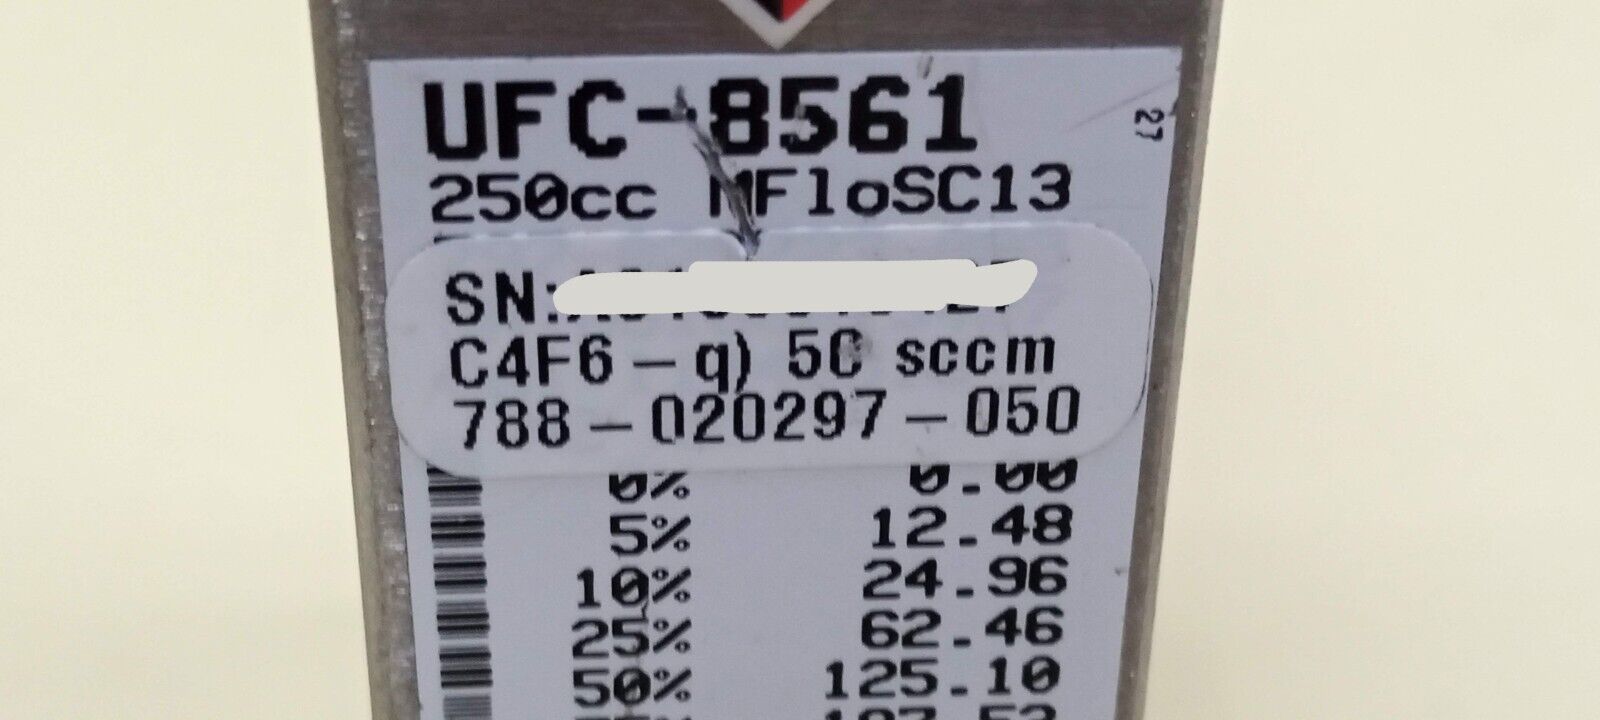 UFC-8561
27
250cc MFloSC13
SN:
C4F6-q) 50 sccm
788-020297-050
0% 0.00
5% 12.48
10% 24.96
25% 62.46
50% 125.10